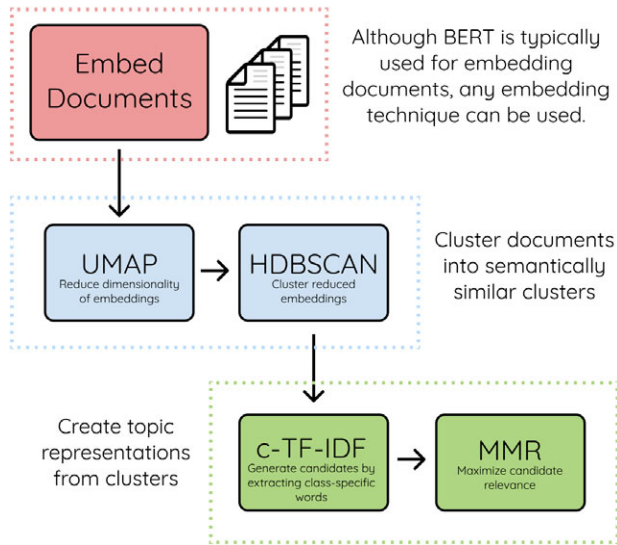 Embed
Documents
Although BERT is typically
used for embedding
documents, any embedding
technique can be used.
UMAP
Reduce dimensionality
of embeddings
HDBSCAN
Cluster reduced
embeddings
Cluster documents
into semantically
similar clusters
Create topic
representations
from clusters
c-TF-IDF
Generate candidates by
extracting class-specific
words
MMR
Maximize candidate
relevance